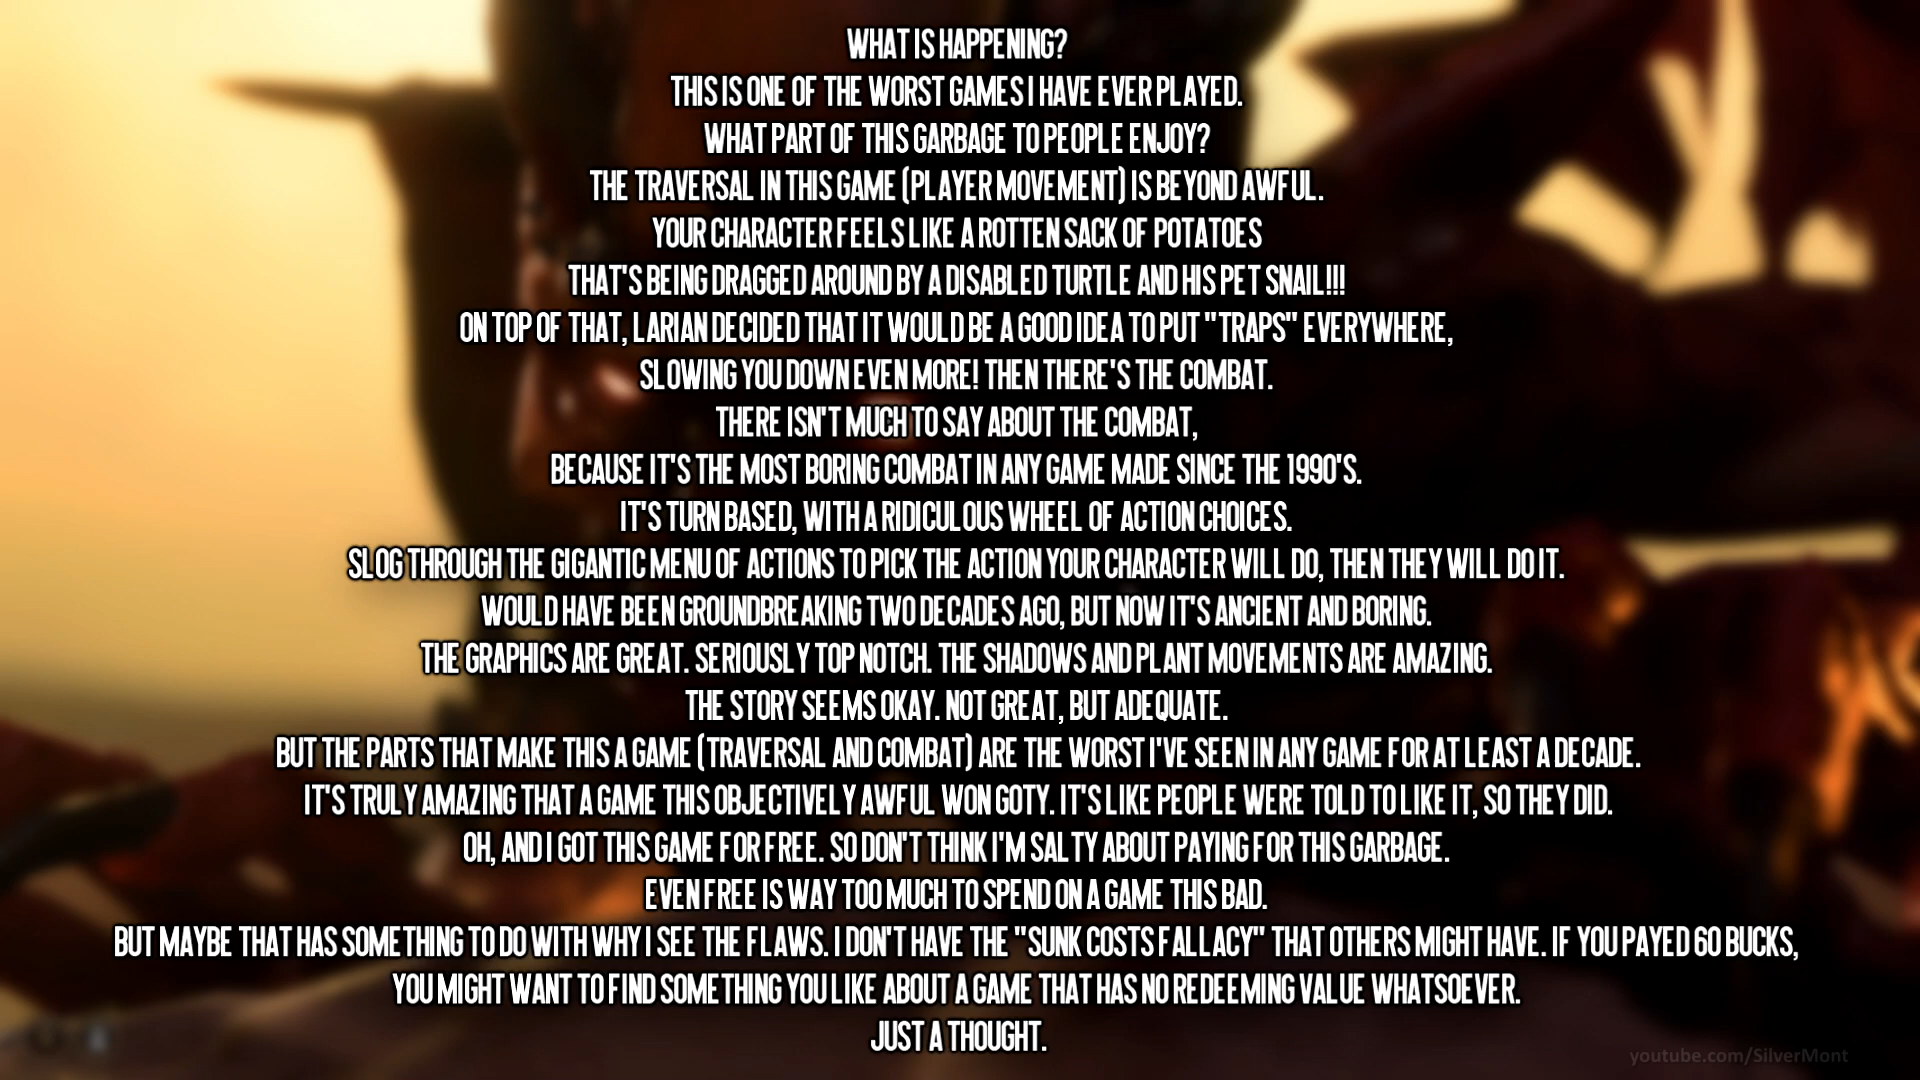 WHAT IS HAPPENING?
THIS IS ONE OF THE WORST GAMES I HAVE EVER PLAYED.
WHAT PART OF THIS GARBAGE TO PEOPLE ENJOY?
THE TRAVERSAL IN THIS GAME (PLAYER MOVEMENT) IS BEYOND AWFUL.
YOUR CHARACTER FEELS LIKE A ROTTEN SACK OF POTATOES
THAT'S BEING DRAGGED AROUND BY A DISABLED TURTLE AND HIS PET SNAIL!!!
ON TOP OF THAT, LARIAN DECIDED THAT IT WOULD BE A GOOD IDEA TO PUT "TRAPS" EVERYWHERE,
SLOWING YOU DOWN EVEN MORE! THEN THERE'S THE COMBAT.
THERE ISN'T MUCH TO SAY ABOUT THE COMBAT,
BECAUSE IT'S THE MOST BORING COMBAT IN ANY GAME MADE SINCE THE 1990'S.
IT'S TURN BASED, WITH A RIDICULOUS WHEEL OF ACTION CHOICES.
SLOG THROUGH THE GIGANTIC MENU OF ACTIONS TO PICK THE ACTION YOUR CHARACTER WILL DO, THEN THEY WILL DO IT.
WOULD HAVE BEEN GROUNDBREAKING TWO DECADES AGO, BUT NOW IT'S ANCIENT AND BORING.
THE GRAPHICS ARE GREAT. SERIOUSLY TOP NOTCH. THE SHADOWS AND PLANT MOVEMENTS ARE AMAZING.
THE STORY SEEMS OKAY. NOT GREAT, BUT ADEQUATE.
BUT THE PARTS THAT MAKE THIS A GAME (TRAVERSAL AND COMBAT) ARE THE WORST I'VE SEEN IN ANY GAME FOR AT LEAST A DECADE.
IT'S TRULY AMAZING THAT A GAME THIS OBJECTIVELY AWFUL WON GOTY. IT'S LIKE PEOPLE WERE TOLD TO LIKE IT, SO THEY DID.
OH, AND I GOT THIS GAME FOR FREE. SO DON'T THINK I'M SALTY ABOUT PAYING FOR THIS GARBAGE.
EVEN FREE IS WAY TOO MUCH TO SPEND ON A GAME THIS BAD.
BUT MAYBE THAT HAS SOMETHING TO DO WITH WHY I SEE THE FLAWS. I DON'T HAVE THE "SUNK COSTS FALLACY" THAT OTHERS MIGHT HAVE. IF YOU PAYED 60 BUCKS,
YOU MIGHT WANT TO FIND SOMETHING YOU LIKE ABOUT A GAME THAT HAS NO REDEEMING VALUE WHATSOEVER.
JUST A THOUGHT.
youtube.com/SilverMont